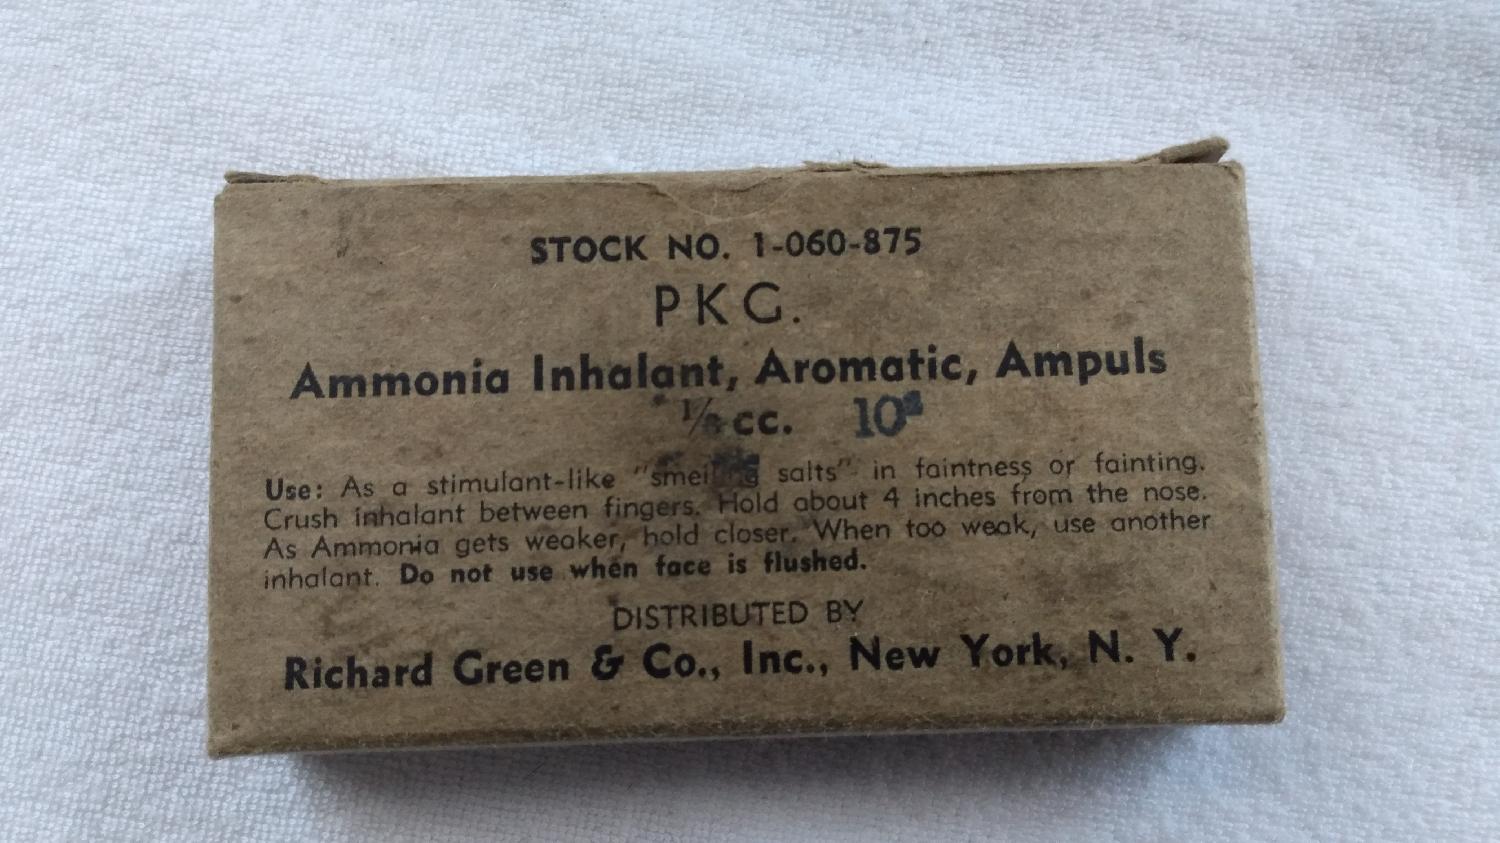 STOCK NO. 1-060-875
PKG.
Ammonia Inhalant, Aromatic, Ampuls
cc. 10s
Use: As a stimulant-like "smelling salts" in faintness or fainting.
Crush inhalant between fingers. Hold about 4 inches from the nose.
As Ammonia gets weaker, hold closer. When too weak, use another
inhalant. Do not use when face is flushed.
DISTRIBUTED BY
Richard Green & Co., Inc., New York, N. Y.